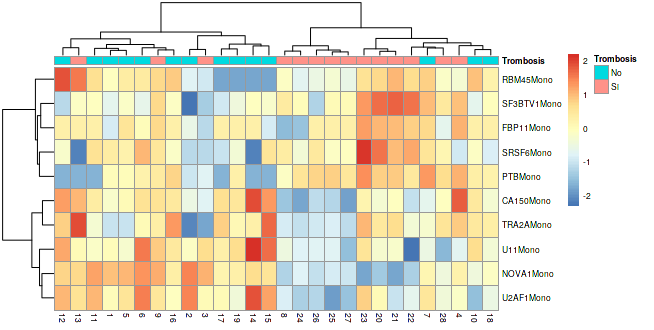 Trombosis
RBM45Mono
SF3BTV1Mono
FBP11Mono
SRSF6Mono
PTBMono
CA150Mono
TRA2AMono
U11Mono
NOVA1Mono
U2AF1Mono
2
1
0
-1
-2
Trombosis
No
SI
12 13 11 1 5 6 9 16 2 3 17 19 14 15 8 24 26 25 27 23 20 21 22 7 28 4 10 18